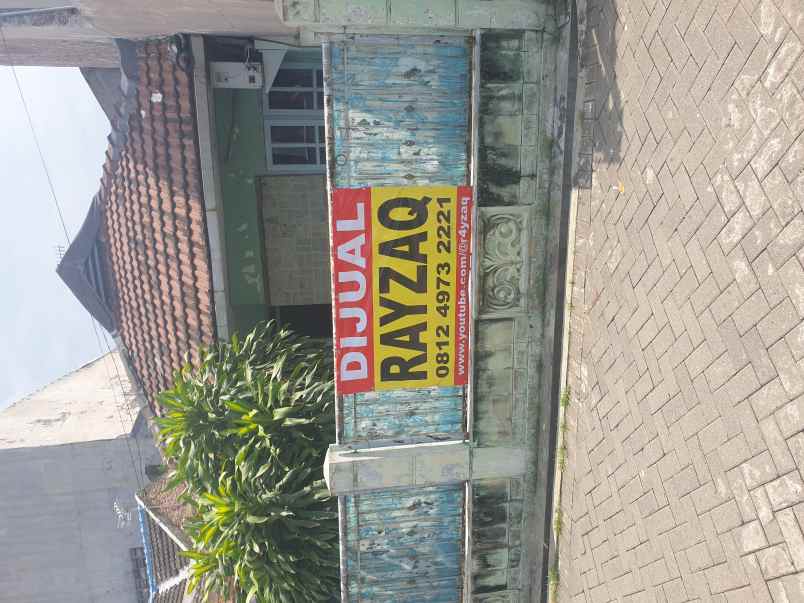 DIJUAL
RAYZAQ
0812 4973 2221
www.youtube.com/@r4yzaq